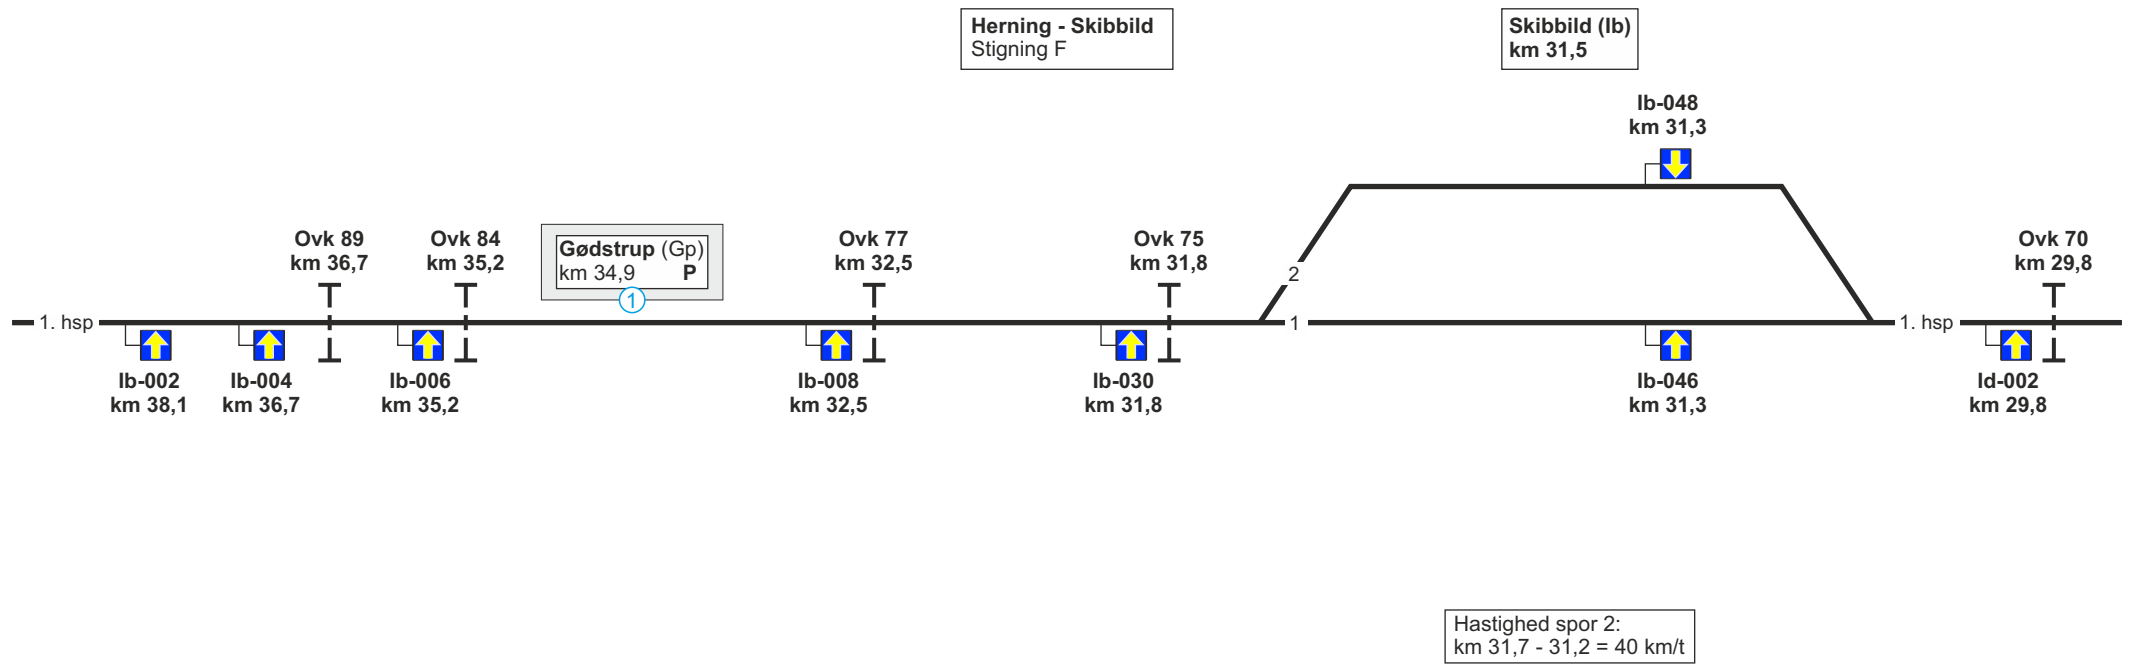 Herning - Skibbild
Stigning F
Skibbild (Ib)
km 31,5
Ib-048
km 31,3
Ovk 89
km 36,7
Ovk 84
km 35,2
Gødstrup (Gp)
km 34,9 P
1
Ovk 77
km 32,5
Ovk 75
km 31,8
2
Ovk 70
km 29,8
1. hsp
1
1. hsp
Ib-002
km 38,1
Ib-004
km 36,7
Ib-006
km 35,2
Ib-008
km 32,5
Ib-030
km 31,8
Ib-046
km 31,3
Id-002
km 29,8
Hastighed spor 2:
km 31,7 - 31,2 = 40 km/t